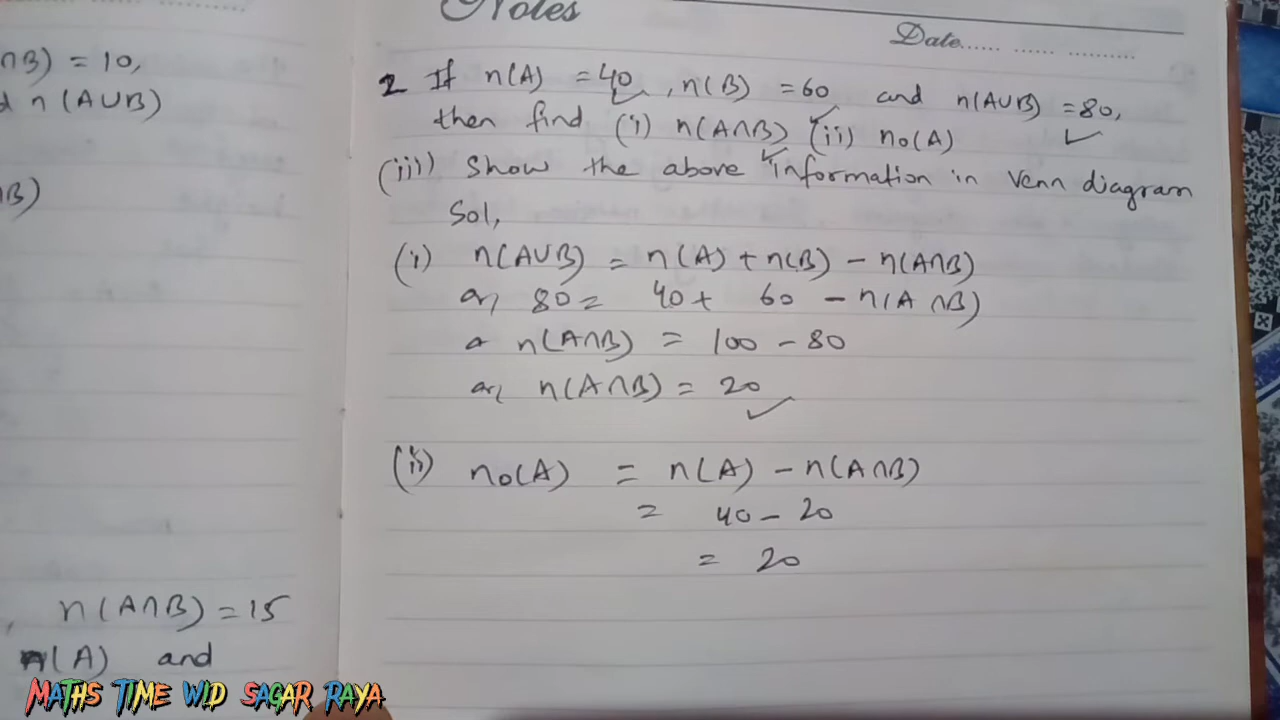 Notes
Date...... ...... ..........
∩B) = 10,
d n(A∪B)
∩B)
, n(A∩B) = 15
n(A) and
2 If n(A) = 40, n(B) = 60 and n(A∪B) = 80,
then find (i) n(A∩B) (ii) no(A)
(iii) Show the above information in Venn diagram
Sol,
(i) n(A∪B) = n(A) + n(B) - n(A∩B)
or, 80 = 40 + 60 - n(A∩B)
or n(A∩B) = 100 - 80
or, n(A∩B) = 20
(ii) no(A) = n(A) - n(A∩B)
= 40 - 20
= 20
MATHS TIME WID SAGAR RAYA